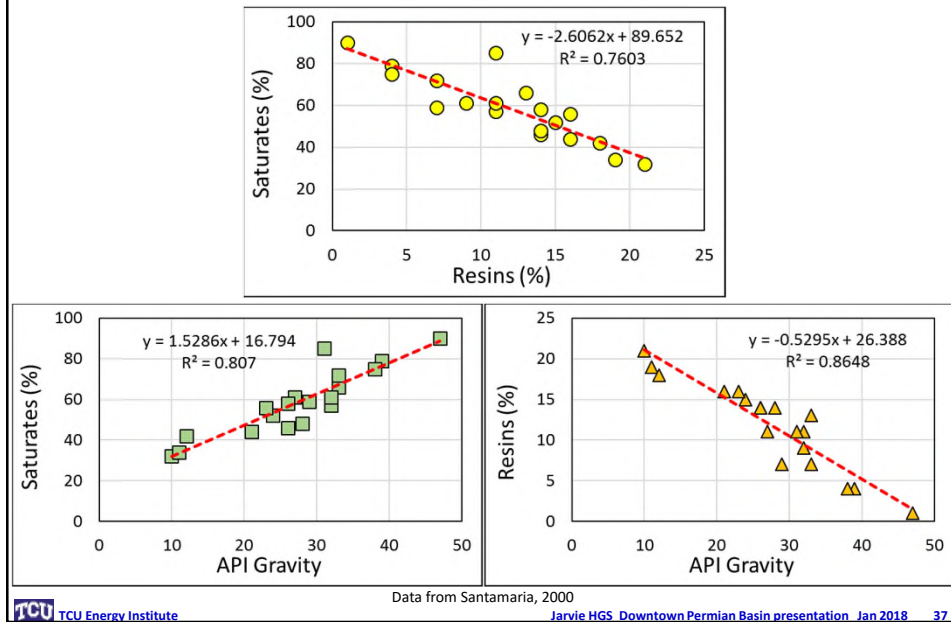 100
80
60
40
20
0
Saturates (%)
y = -2.6062x + 89.652
R² = 0.7603
0 5 10 15 20 25
Resins (%)
100
80
60
40
20
0
Saturates (%)
y = 1.5286x + 16.794
R² = 0.807
0 10 20 30 40 50
API Gravity
25
20
15
10
5
0
Resins (%)
y = -0.5295x + 26.388
R² = 0.8648
0 10 20 30 40 50
API Gravity
Data from Santamaria, 2000
TCU TCU Energy Institute Jarvie HGS Downtown Permian Basin presentation Jan 2018 37